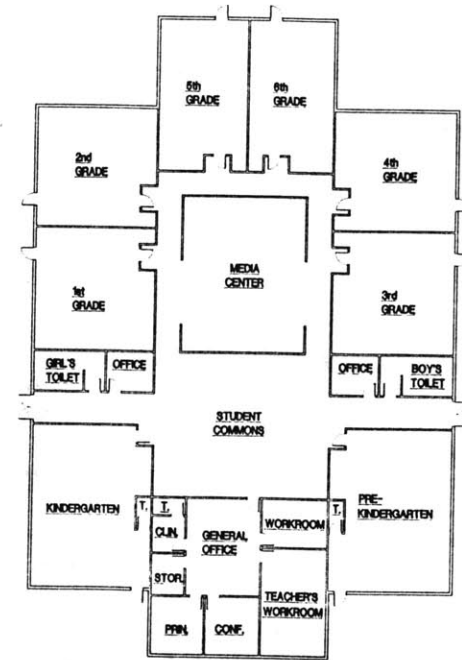 5th
GRADE
6th
GRADE
2nd
GRADE
4th
GRADE
MEDIA
CENTER
1st
GRADE
3rd
GRADE
GIRL'S
TOILET
OFFICE
OFFICE
BOY'S
TOILET
STUDENT
COMMONS
KINDERGARTEN
T.
T.
CLIN.
GENERAL
OFFICE
WORKROOM
T.
PRE-
KINDERGARTEN
STOR.
TEACHER'S
WORKROOM
PRIN.
CONF.